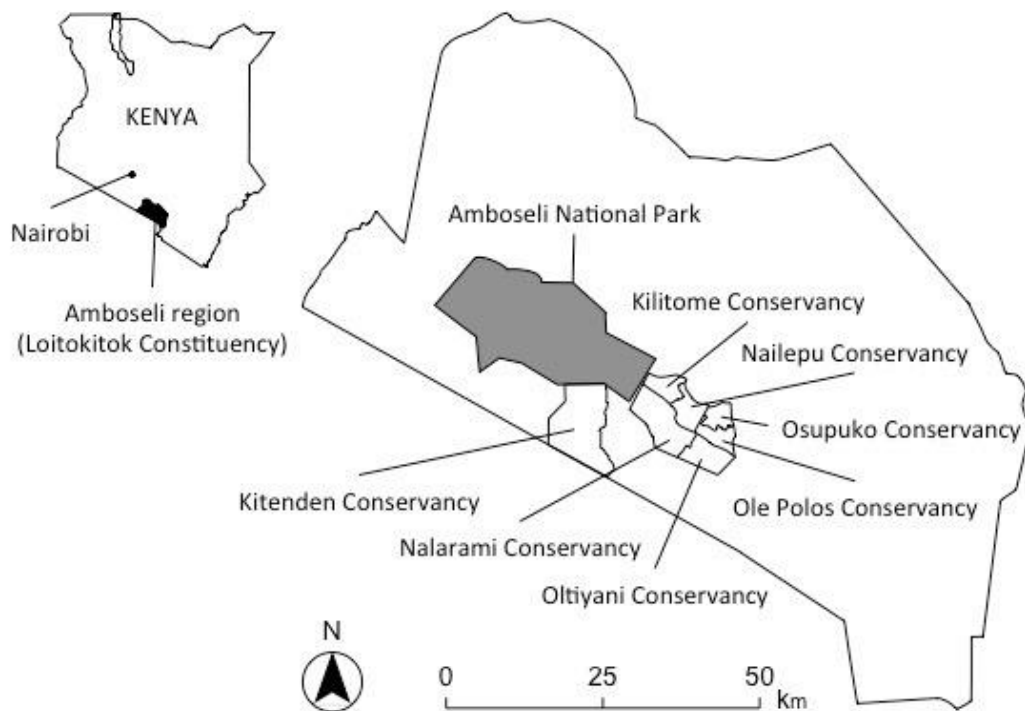 KENYA
Nairobi
Amboseli region
(Loitokitok Constituency)
Amboseli National Park
Kilitome Conservancy
Nailepu Conservancy
Osupuko Conservancy
Kitenden Conservancy
Ole Polos Conservancy
Nalarami Conservancy
Oltiyani Conservancy
N
0 25 50
km